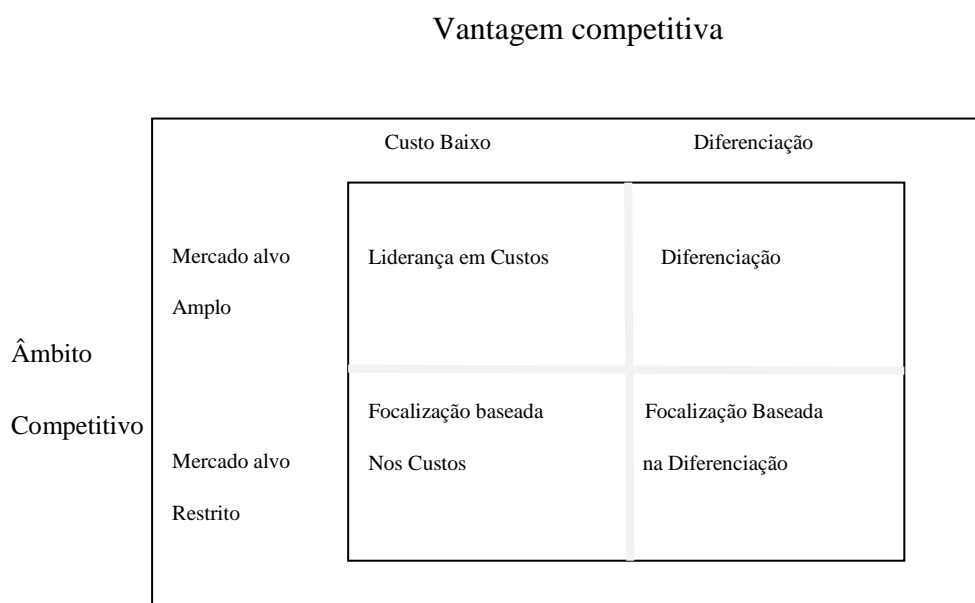 Vantagem competitiva
Custo Baixo
Diferenciação
Mercado alvo
Amplo
Liderança em Custos
Diferenciação
Âmbito
Competitivo
Mercado alvo
Restrito
Focalização baseada
Nos Custos
Focalização Baseada
na Diferenciação